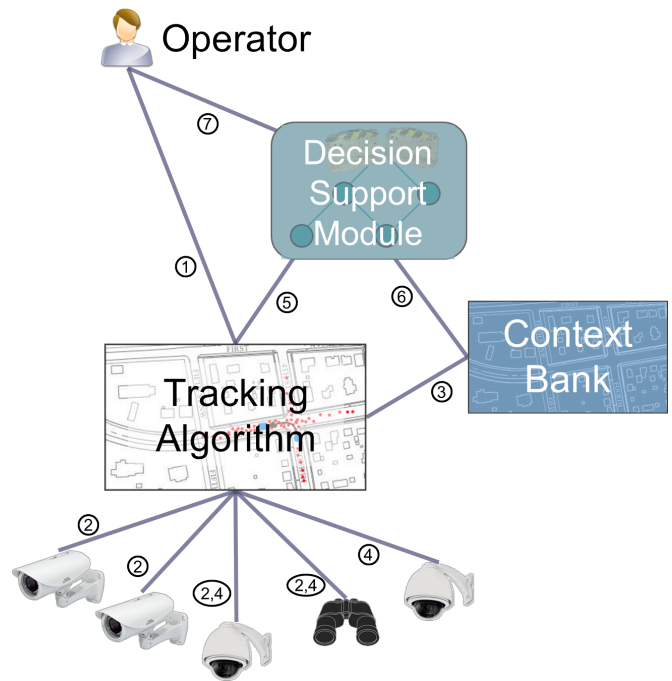 Operator
7
Decision
Support
Module
1
5
6
Context
Bank
3
FIRST
Tracking
Algorithm
2
2
2,4
2,4
4